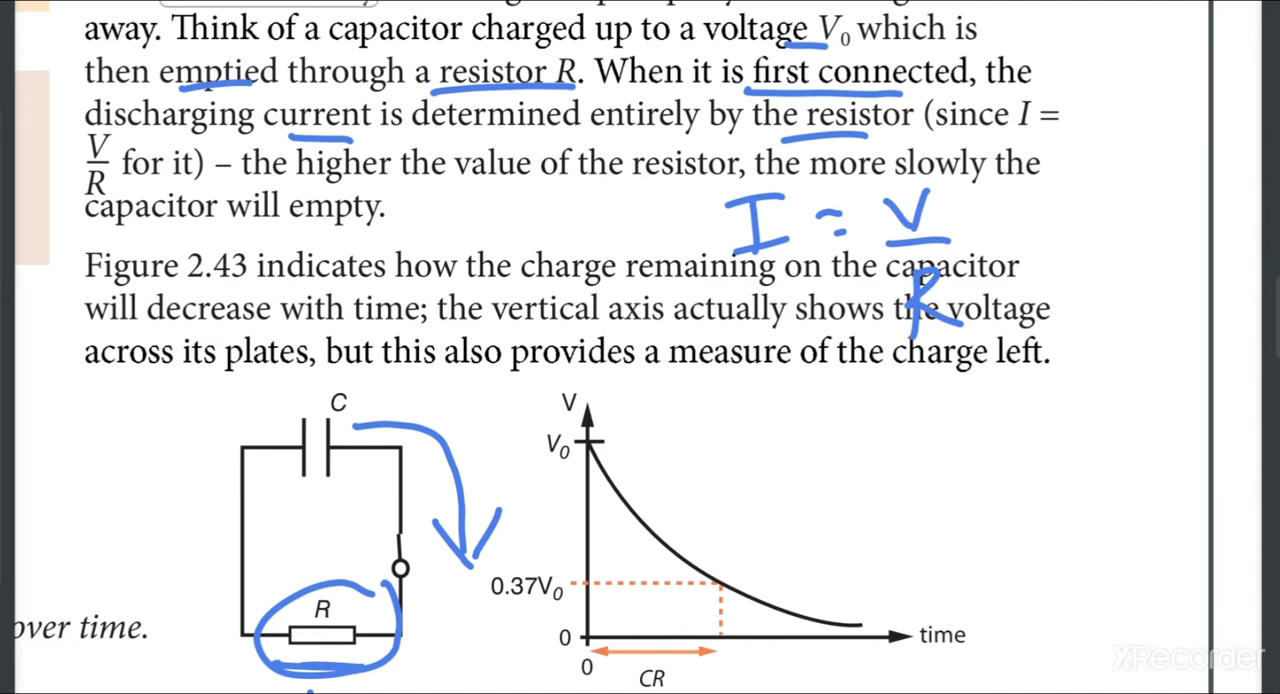 away. Think of a capacitor charged up to a voltage V₀ which is
then emptied through a resistor R. When it is first connected, the
discharging current is determined entirely by the resistor (since I =
V/R for it) – the higher the value of the resistor, the more slowly the
capacitor will empty.
I = V/R
Figure 2.43 indicates how the charge remaining on the capacitor
will decrease with time; the vertical axis actually shows the voltage
across its plates, but this also provides a measure of the charge left.
C
R
over time.
V
V₀
0.37V₀
0
0
CR
time
XRecorder